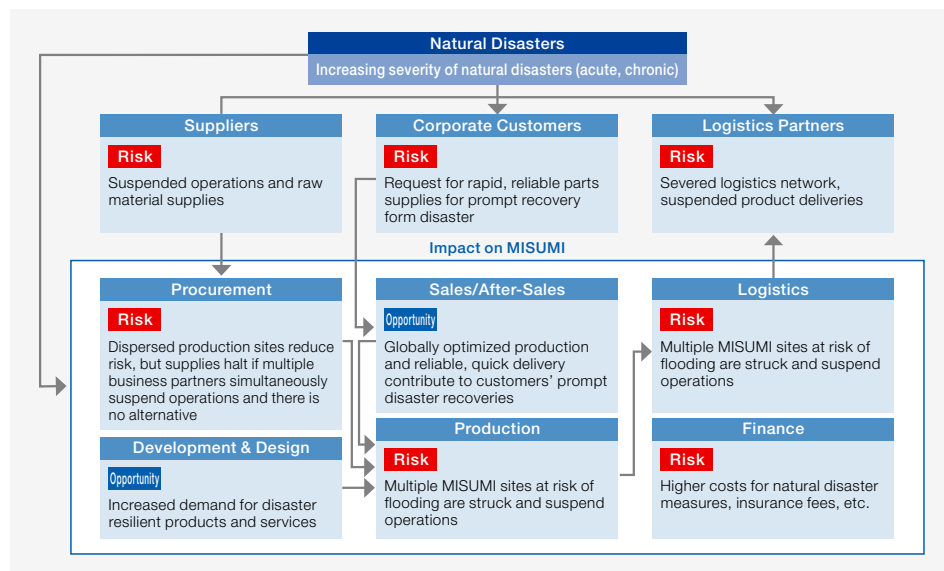 Natural Disasters
Increasing severity of natural disasters (acute, chronic)
Suppliers
Risk
Suspended operations and raw
material supplies
Corporate Customers
Risk
Request for rapid, reliable parts
supplies for prompt recovery
form disaster
Logistics Partners
Risk
Severed logistics network,
suspended product deliveries
Impact on MISUMI
Procurement
Risk
Dispersed production sites reduce
risk, but supplies halt if multiple
business partners simultaneously
suspend operations and there is
no alternative
Development & Design
Opportunity
Increased demand for disaster
resilient products and services
Sales/After-Sales
Opportunity
Globally optimized production
and reliable, quick delivery
contribute to customers' prompt
disaster recoveries
Production
Risk
Multiple MISUMI sites at risk of
flooding are struck and suspend
operations
Logistics
Risk
Multiple MISUMI sites at risk of
flooding are struck and suspend
operations
Finance
Risk
Higher costs for natural disaster
measures, insurance fees, etc.